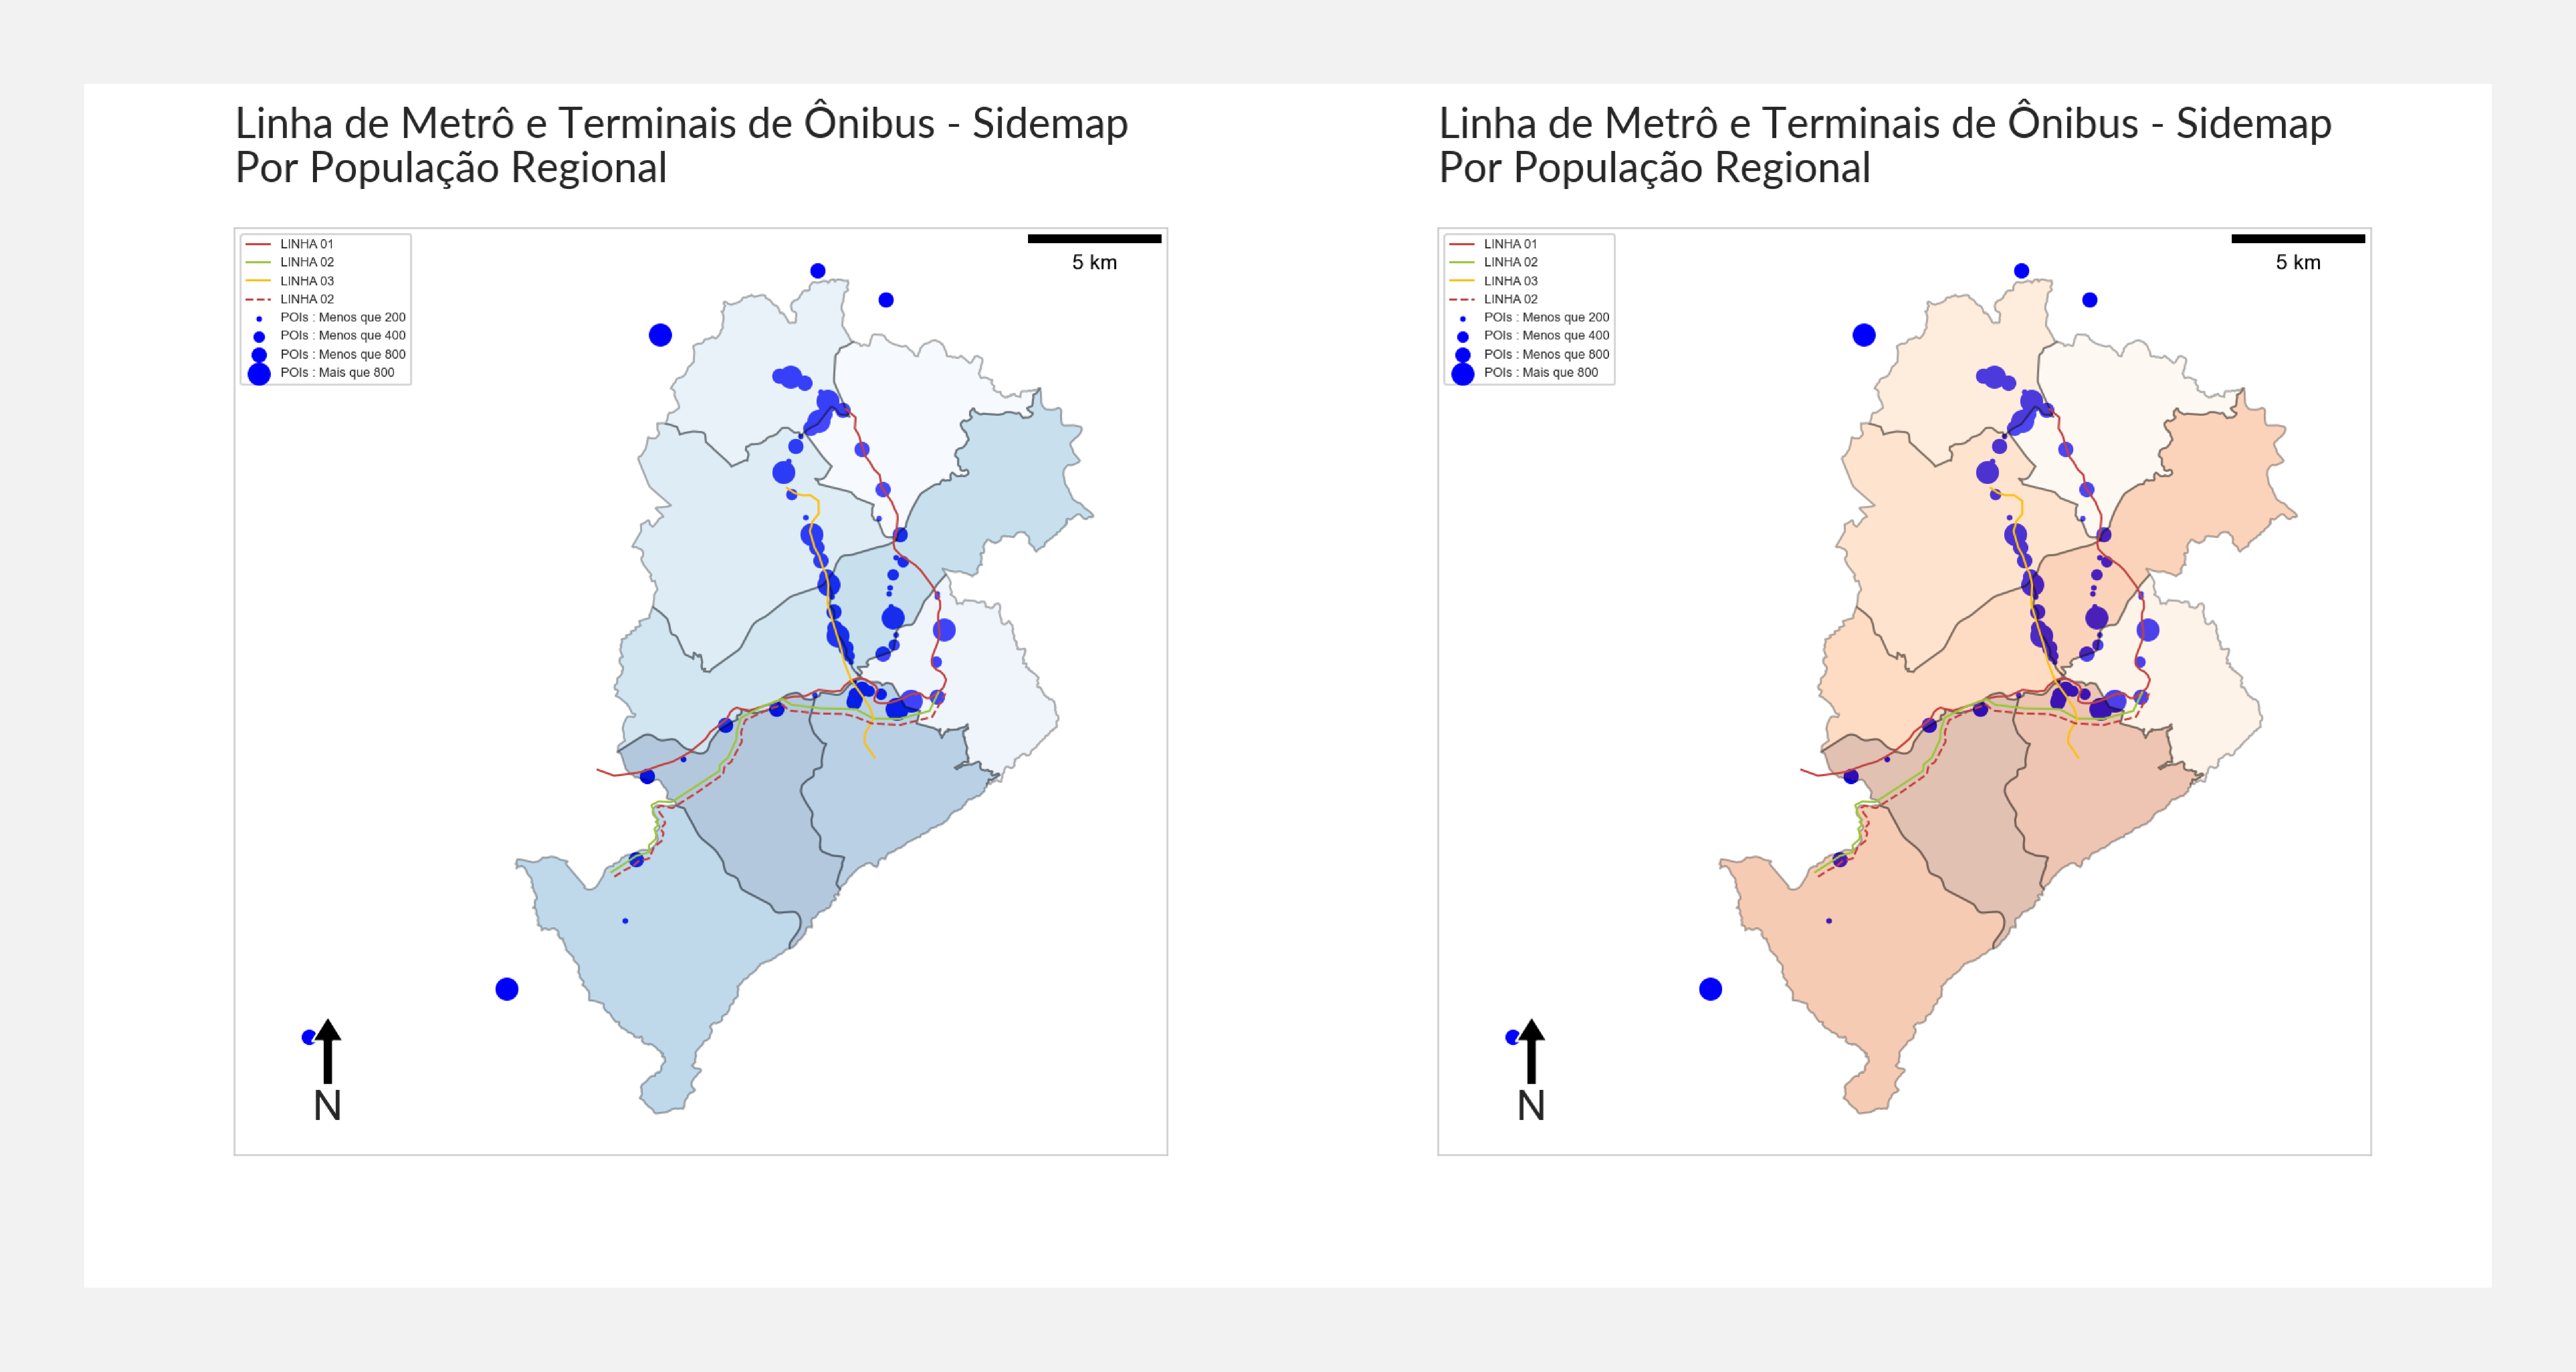 Linha de Metrô e Terminais de Ônibus - Sidemap
Por População Regional
LINHA 01
LINHA 02
LINHA 03
LINHA 02
POIs : Menos que 200
POIs : Menos que 400
POIs : Menos que 800
POIs : Mais que 800
5 km
N
Linha de Metrô e Terminais de Ônibus - Sidemap
Por População Regional
LINHA 01
LINHA 02
LINHA 03
LINHA 02
POIs : Menos que 200
POIs : Menos que 400
POIs : Menos que 800
POIs : Mais que 800
5 km
N